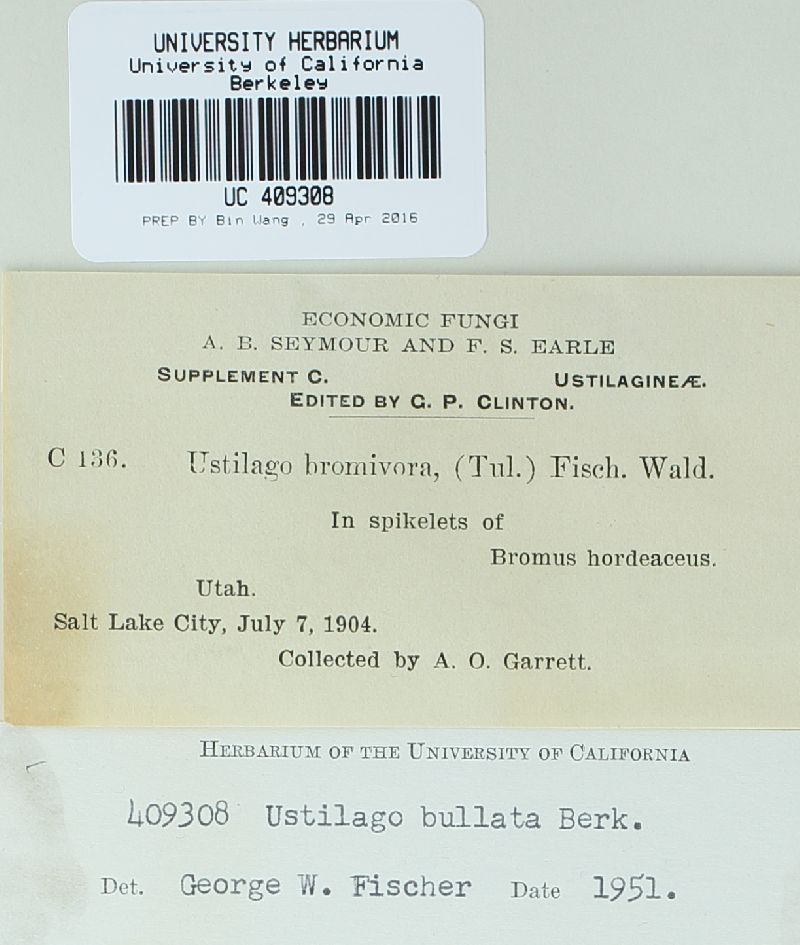 UNIVERSITY HERBARIUM
University of California
Berkeley
UC 409308
PREP BY Bin Wang , 29 Apr 2016
ECONOMIC FUNGI
A. B. SEYMOUR AND F. S. EARLE
SUPPLEMENT C. USTILAGINEÆ.
EDITED BY G. P. CLINTON.
C 136. Ustilago bromivora, (Tul.) Fisch. Wald.
In spikelets of
Bromus hordeaceus.
Utah.
Salt Lake City, July 7, 1904.
Collected by A. O. Garrett.
HERBARIUM OF THE UNIVERSITY OF CALIFORNIA
409308 Ustilago bullata Berk.
Det. George W. Fischer Date 1951.